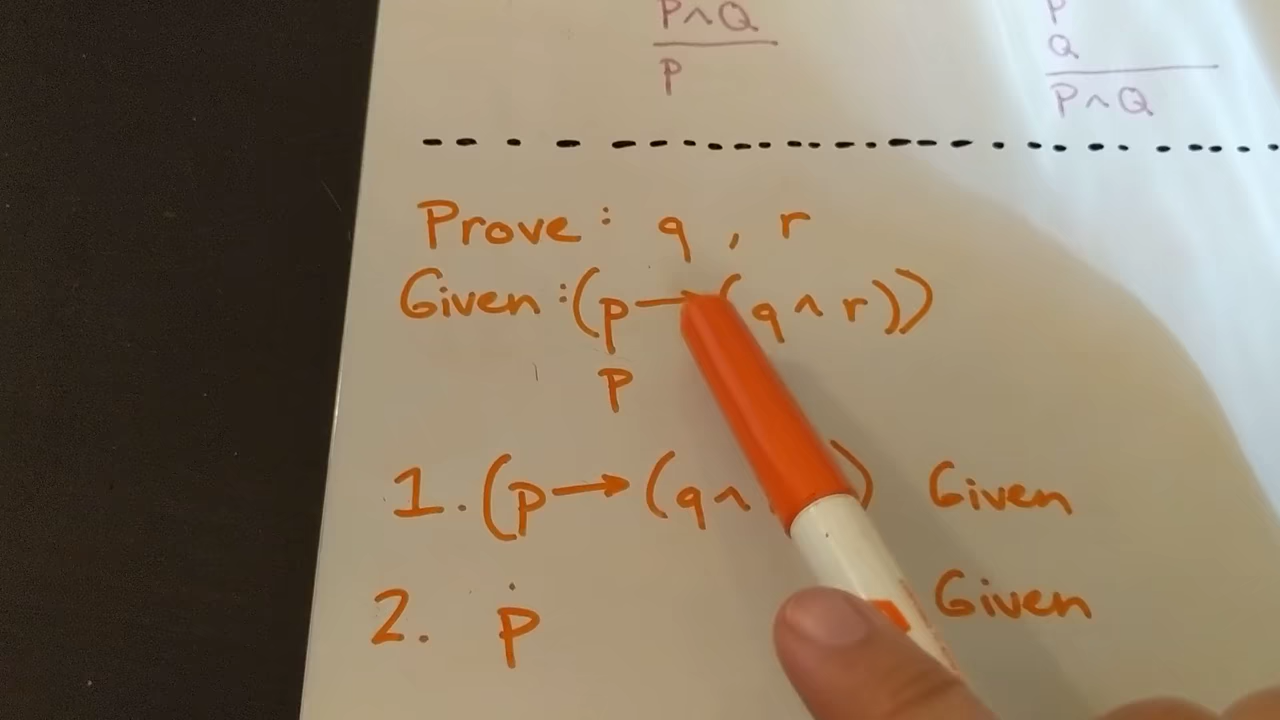 P∧Q
P
P
Q
P∧Q
Prove: q, r
Given: (p→(q∧r))
p
1. (p→(q∧ ) Given
2. p Given